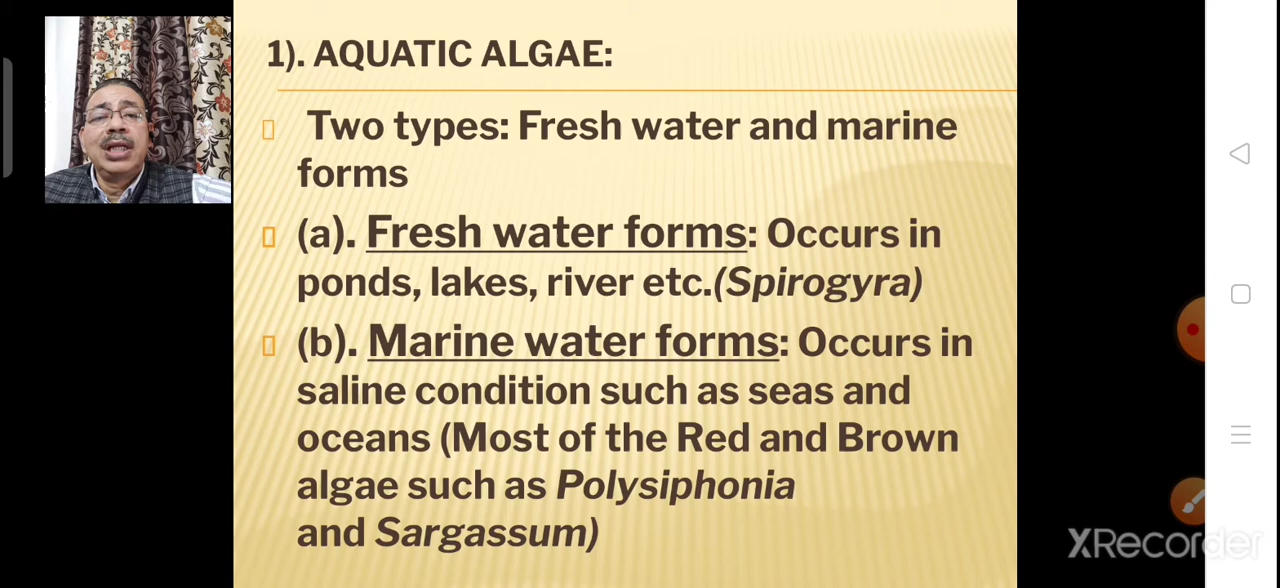 1). AQUATIC ALGAE:
Two types: Fresh water and marine
forms
(a). Fresh water forms: Occurs in
ponds, lakes, river etc.(Spirogyra)
(b). Marine water forms: Occurs in
saline condition such as seas and
oceans (Most of the Red and Brown
algae such as Polysiphonia
and Sargassum)
XRecorder